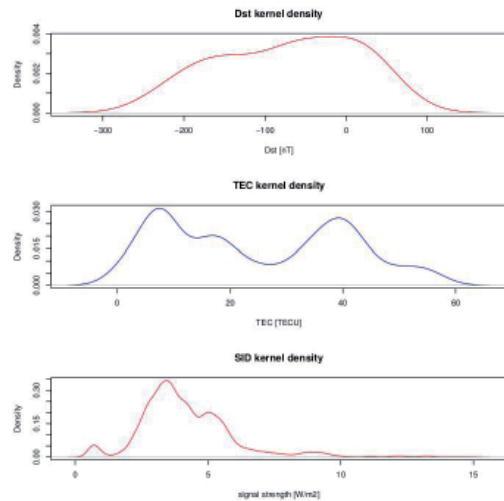 Dst kernel density
0.004
0.002
0.000
Density
-300 -200 -100 0 100
Dst [nT]
TEC kernel density
0.030
0.015
0.000
Density
0 20 40 60
TEC [TECU]
SID kernel density
0.30
0.15
0.00
Density
0 5 10 15
signal strength [W/m2]